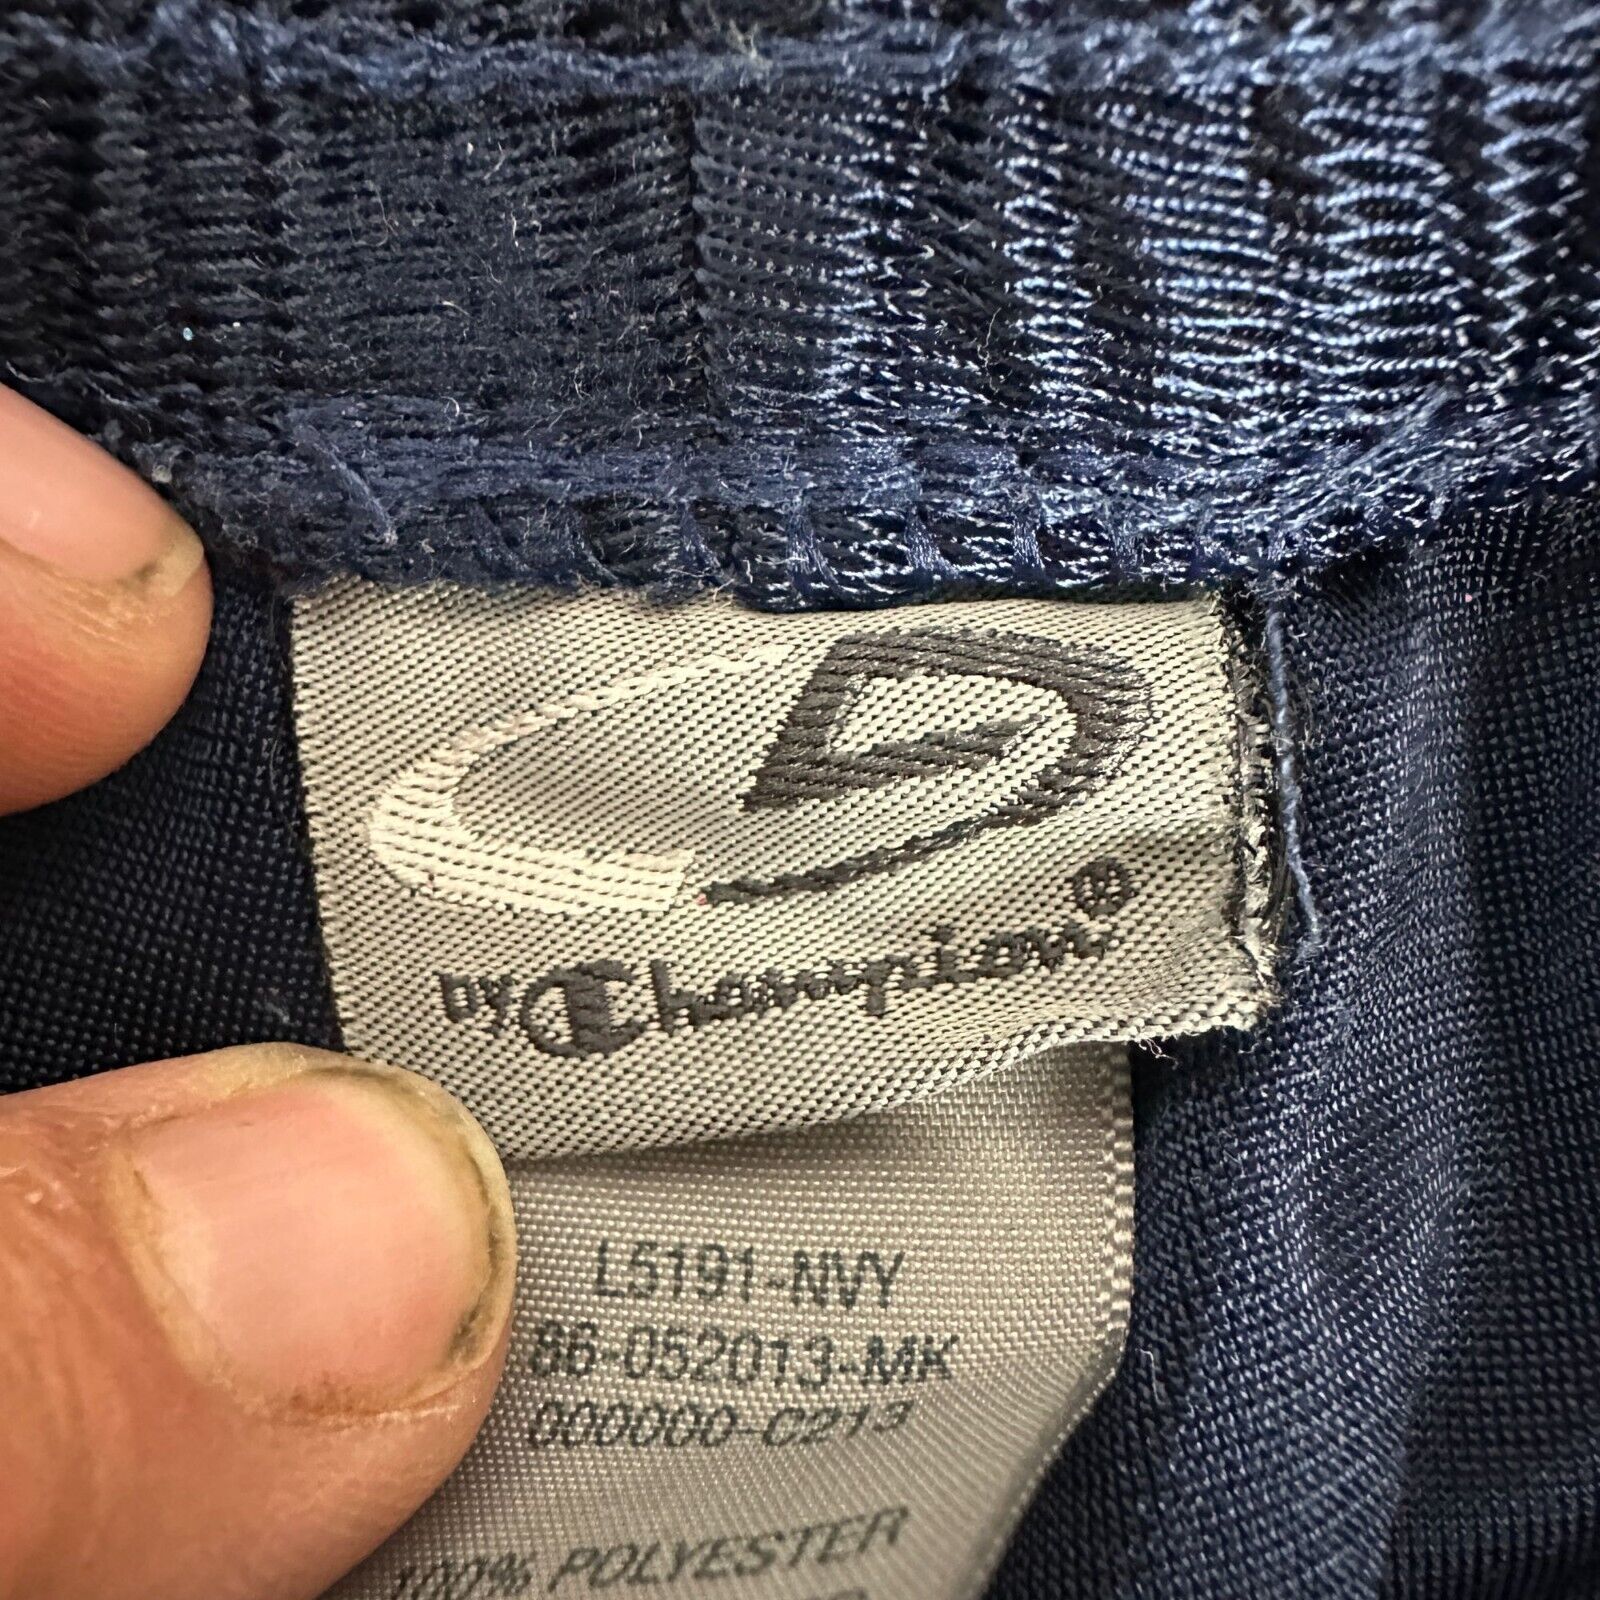 by Champion®
L5191-NVY
86-052013-MK
000000-C213
100% POLYESTER